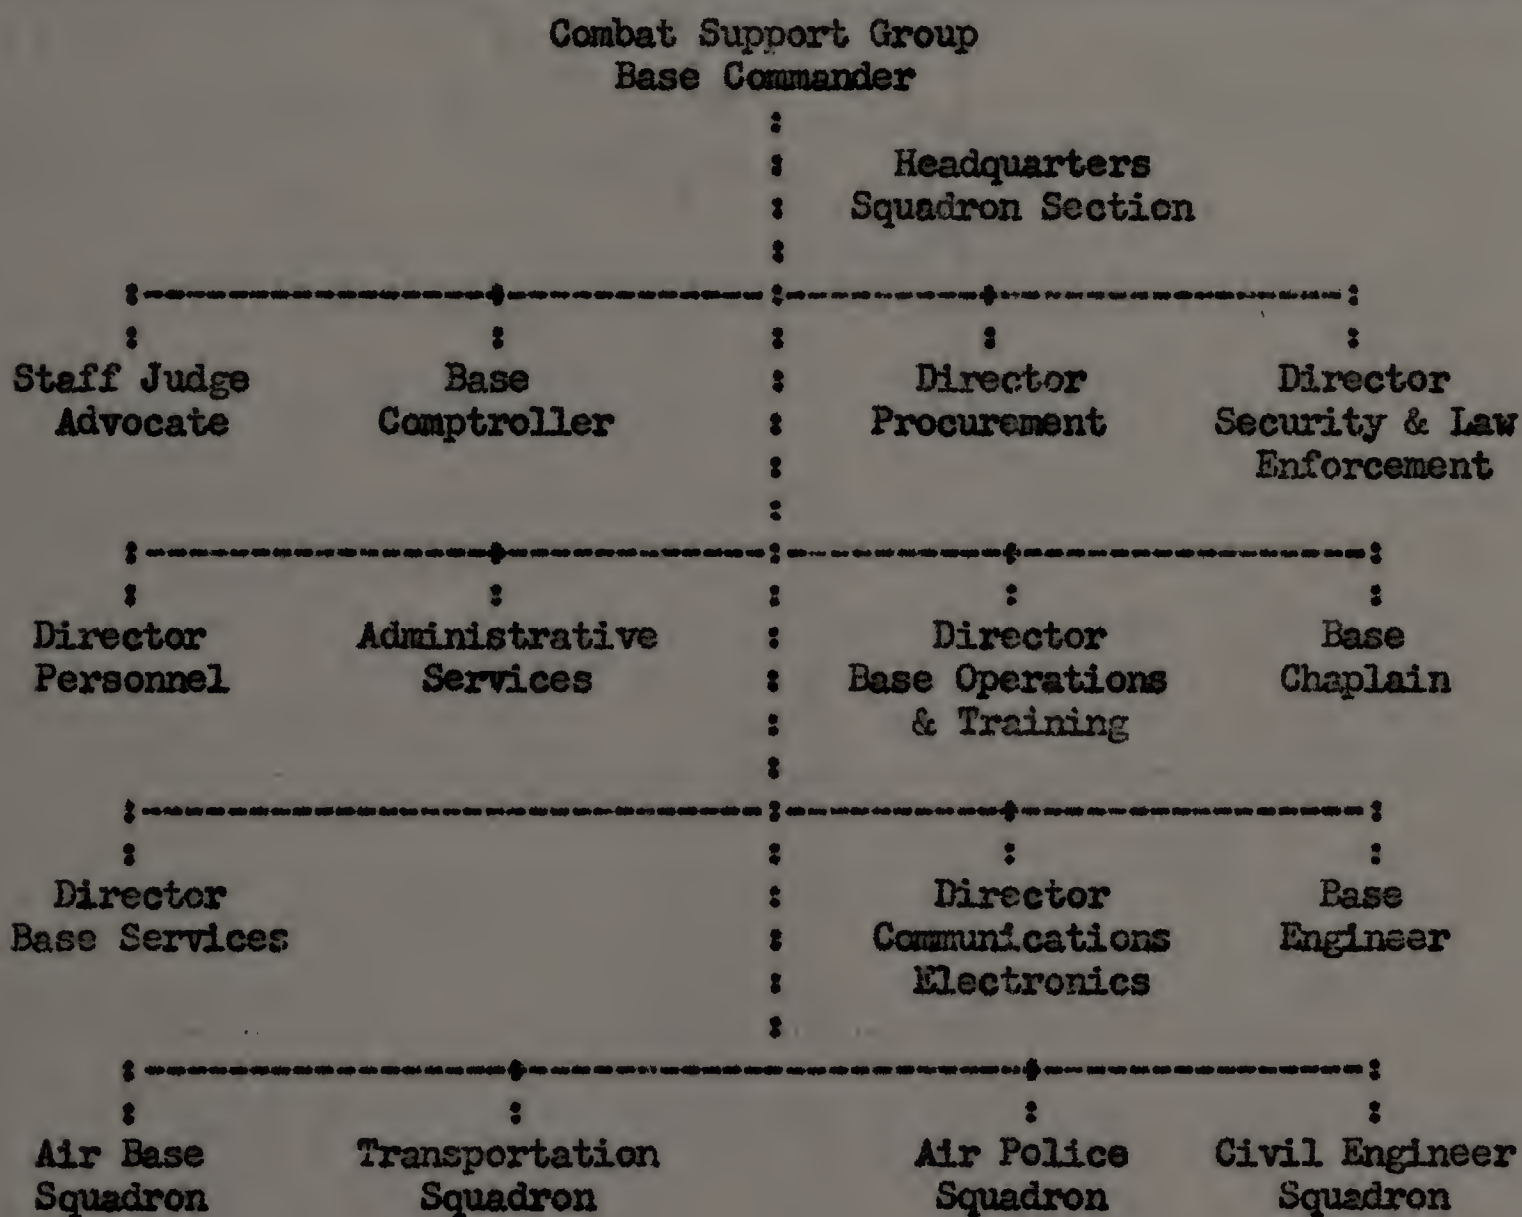 Combat Support Group
Base Commander
Headquarters
Squadron Section
Staff Judge
Advocate
Base
Comptroller
Director
Procurement
Director
Security & Law
Enforcement
Director
Personnel
Administrative
Services
Director
Base Operations
& Training
Base
Chaplain
Director
Base Services
Director
Communications
Electronics
Base
Engineer
Air Base
Squadron
Transportation
Squadron
Air Police
Squadron
Civil Engineer
Squadron